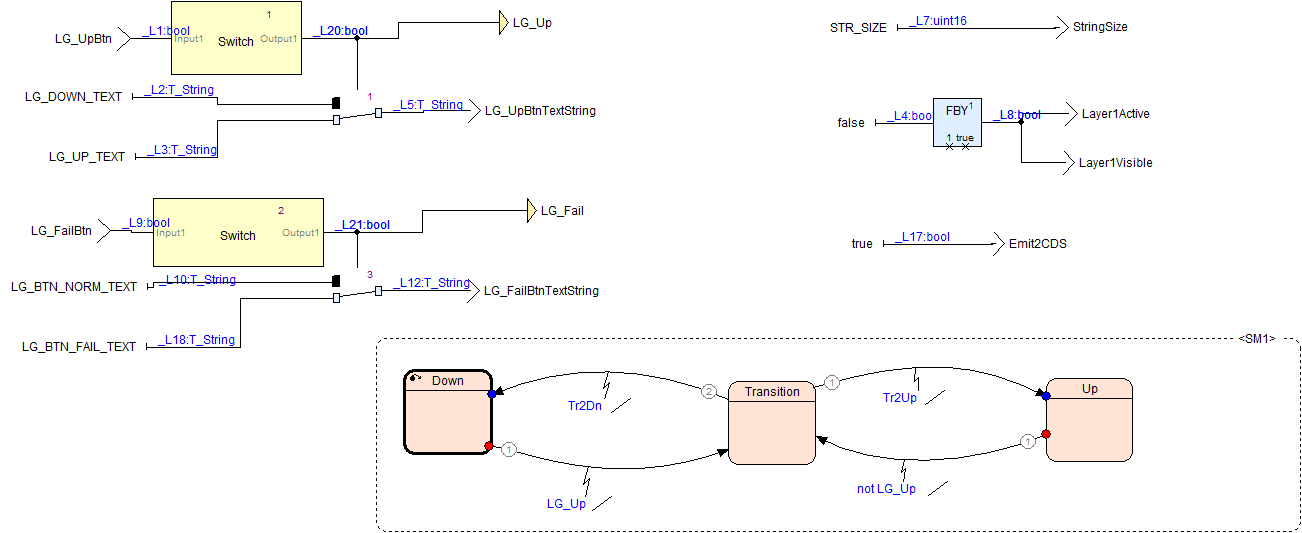 LG_UpBtn
_L1:bool
Input1
1
Switch
Output1
_L20:bool
LG_Up
LG_DOWN_TEXT
_L2:T_String
1
_L5:T_String
LG_UpBtnTextString
LG_UP_TEXT
_L3:T_String
LG_FailBtn
_L9:bool
Input1
2
Switch
Output1
_L21:bool
LG_Fail
LG_BTN_NORM_TEXT
_L10:T_String
3
_L12:T_String
LG_FailBtnTextString
LG_BTN_FAIL_TEXT
_L18:T_String
STR_SIZE
_L7:uint16
StringSize
false
_L4:bool
FBY
1
1 true
_L8:bool
Layer1Active
Layer1Visible
true
_L17:bool
Emit2CDS
<SM1>
Down
Transition
Up
2
Tr2Dn
1
Tr2Up
1
LG_Up
1
not LG_Up